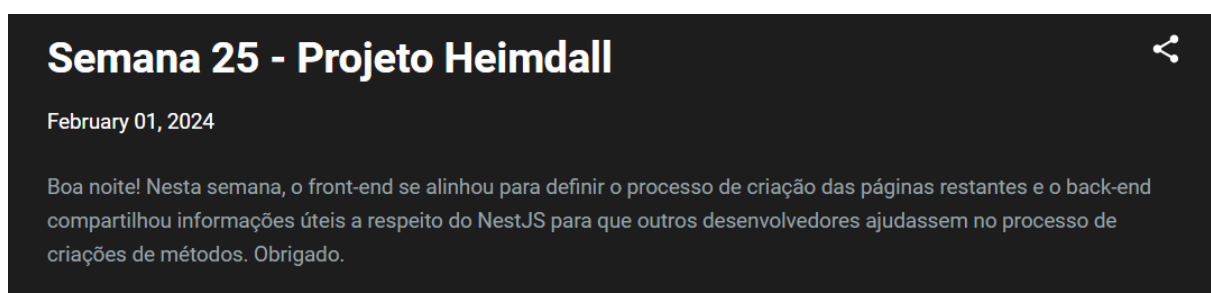 Semana 25 - Projeto Heimdall
February 01, 2024
Boa noite! Nesta semana, o front-end se alinhou para definir o processo de criação das páginas restantes e o back-end
compartilhou informações úteis a respeito do NestJS para que outros desenvolvedores ajudassem no processo de
criações de métodos. Obrigado.